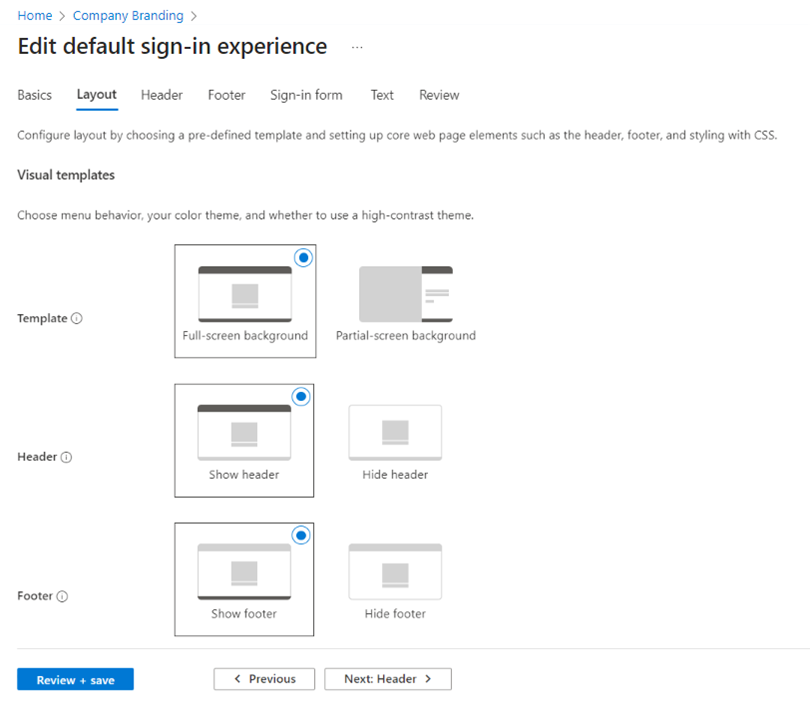 Home > Company Branding >
Edit default sign-in experience ...
Basics Layout Header Footer Sign-in form Text Review
Configure layout by choosing a pre-defined template and setting up core web page elements such as the header, footer, and styling with CSS.
Visual templates
Choose menu behavior, your color theme, and whether to use a high-contrast theme.
Template
Full-screen background Partial-screen background
Header
Show header Hide header
Footer
Show footer Hide footer
Review + save < Previous Next: Header >